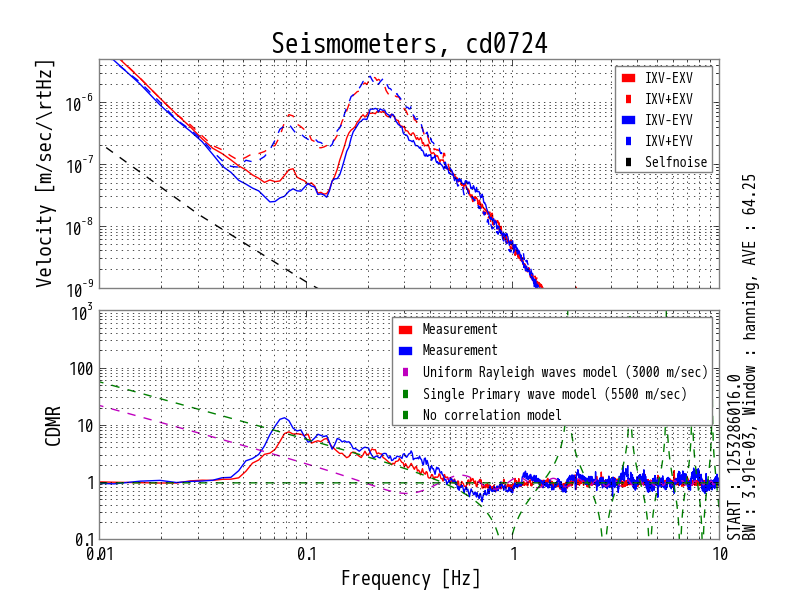 Seismometers, cd0724
Velocity [m/sec/\rtHz]
10^-6
10^-7
10^-8
10^-9
IXV-EXV
IXV+EXV
IXV-EYV
IXV+EYV
Selfnoise
CDMR
10^3
100
10
1
0.1
Measurement
Measurement
Uniform Rayleigh waves model (3000 m/sec)
Single Primary wave model (5500 m/sec)
No correlation model
0.01
0.1
1
10
Frequency [Hz]
START : 1253286016.0
BW : 3.91e-03, Window : hanning, AVE : 64.25